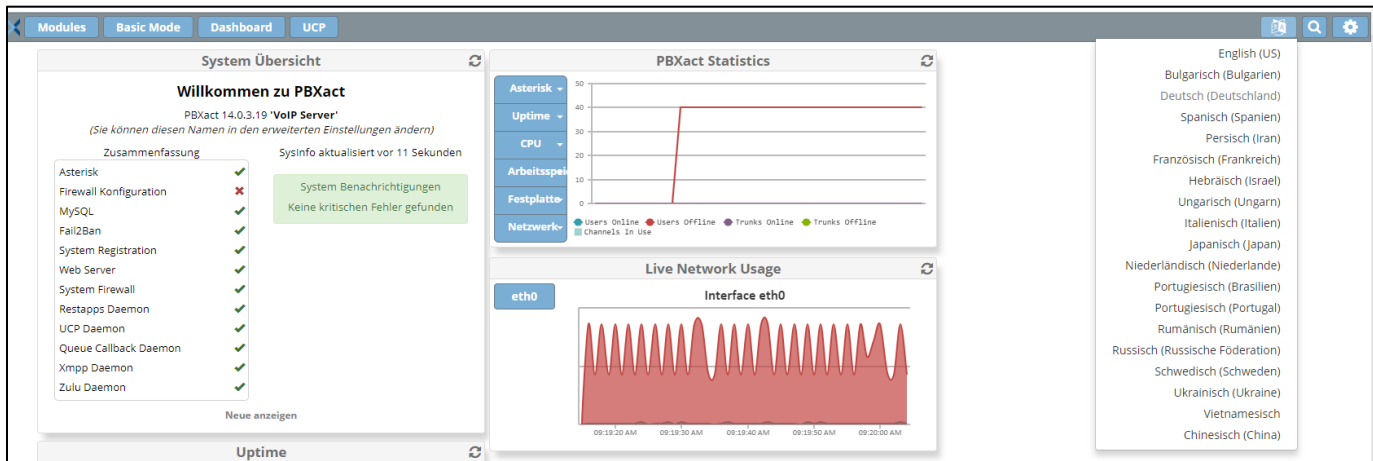 Modules Basic Mode Dashboard UCP
System Übersicht
Willkommen zu PBXact
PBXact 14.0.3.19 'VoIP Server'
(Sie können diesen Namen in den erweiterten Einstellungen ändern)
Zusammenfassung
Asterisk
Firewall Konfiguration
MySQL
Fail2Ban
System Registration
Web Server
System Firewall
Restapps Daemon
UCP Daemon
Queue Callback Daemon
Xmpp Daemon
Zulu Daemon
SysInfo aktualisiert vor 11 Sekunden
System Benachrichtigungen
Keine kritischen Fehler gefunden
Neue anzeigen
Uptime
PBXact Statistics
Asterisk
Uptime
CPU
Arbeitsspei
Festplatte
Netzwerk
50
40
30
20
10
0
Users Online Users Offline Trunks Online Trunks Offline
Channels In Use
Live Network Usage
eth0
Interface eth0
09:19:20 AM 09:19:30 AM 09:19:40 AM 09:19:50 AM 09:20:00 AM
English (US)
Bulgarisch (Bulgarien)
Deutsch (Deutschland)
Spanisch (Spanien)
Persisch (Iran)
Französisch (Frankreich)
Hebräisch (Israel)
Ungarisch (Ungarn)
Italienisch (Italien)
Japanisch (Japan)
Niederländisch (Niederlande)
Portugiesisch (Brasilien)
Portugiesisch (Portugal)
Rumänisch (Rumänien)
Russisch (Russische Föderation)
Schwedisch (Schweden)
Ukrainisch (Ukraine)
Vietnamesisch
Chinesisch (China)